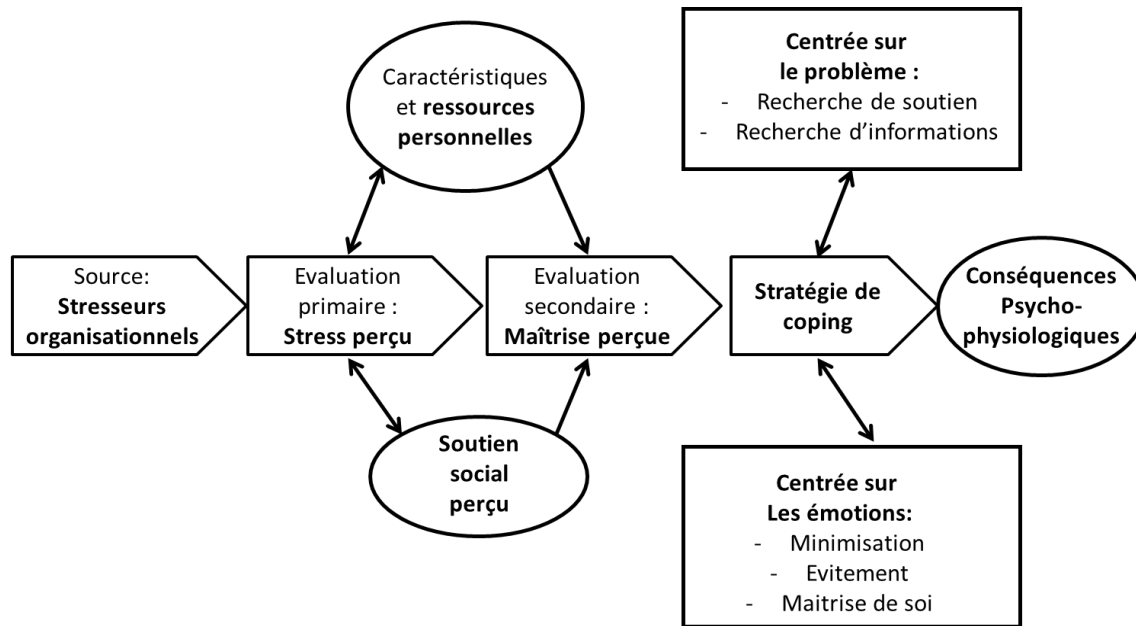 Caractéristiques
et ressources
personnelles
Centrée sur
le problème :
- Recherche de soutien
- Recherche d'informations
Source:
Stresseurs
organisationnels
Evaluation
primaire :
Stress perçu
Evaluation
secondaire :
Maîtrise perçue
Stratégie de
coping
Conséquences
Psycho-
physiologiques
Soutien
social
perçu
Centrée sur
Les émotions:
- Minimisation
- Evitement
- Maitrise de soi